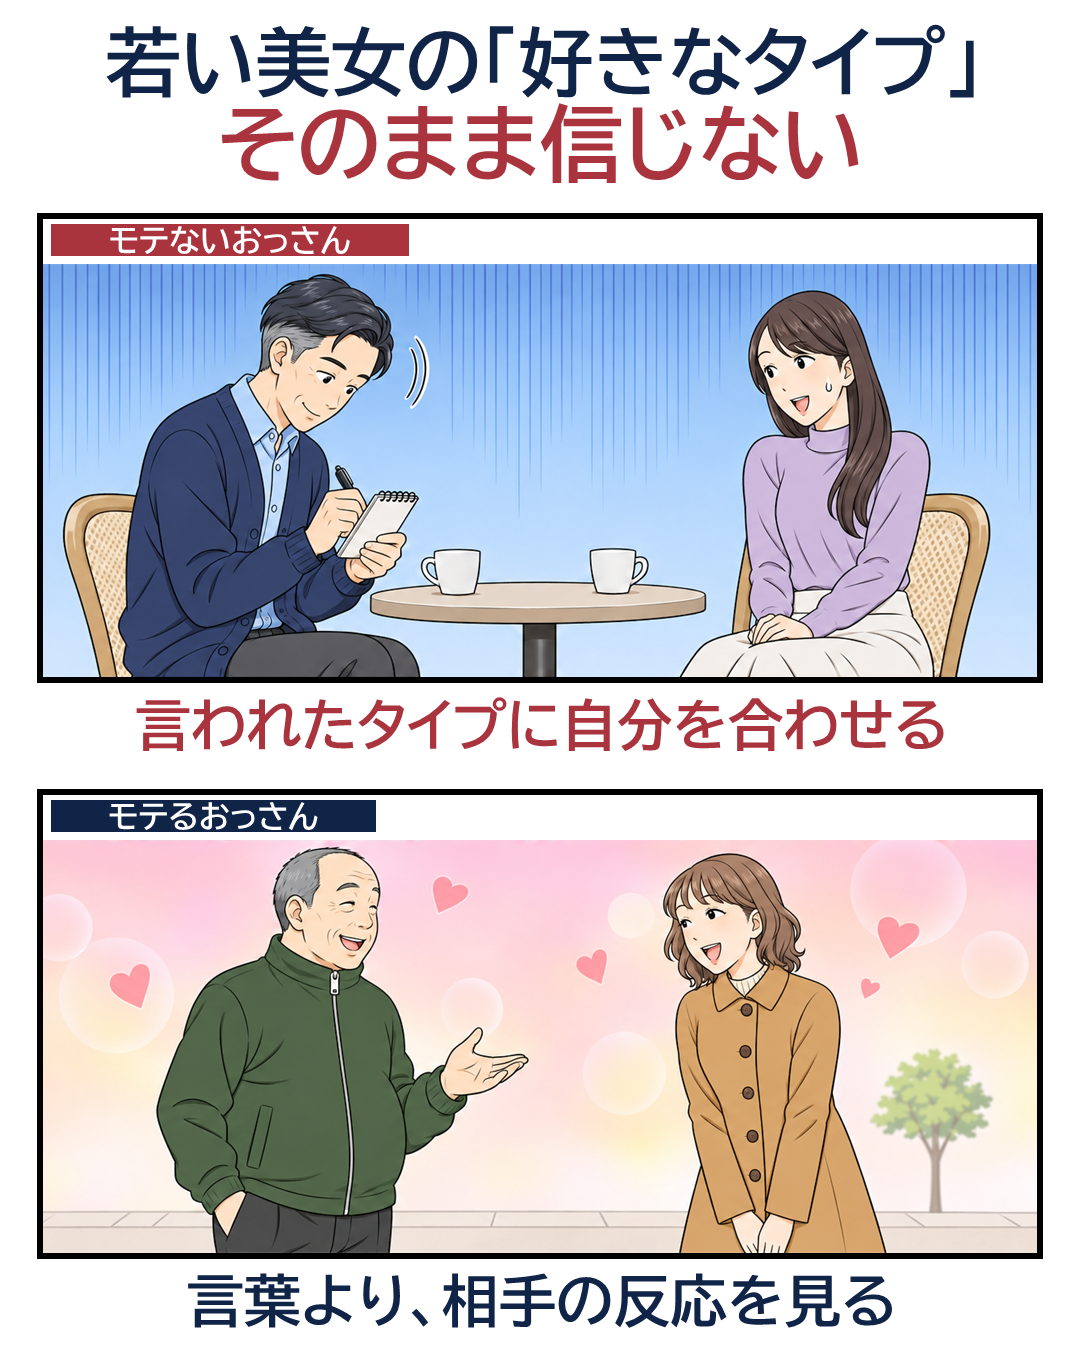 若い美女の「好きなタイプ」
そのまま信じない
モテないおっさん
言われたタイプに自分を合わせる
モテるおっさん
言葉より、相手の反応を見る